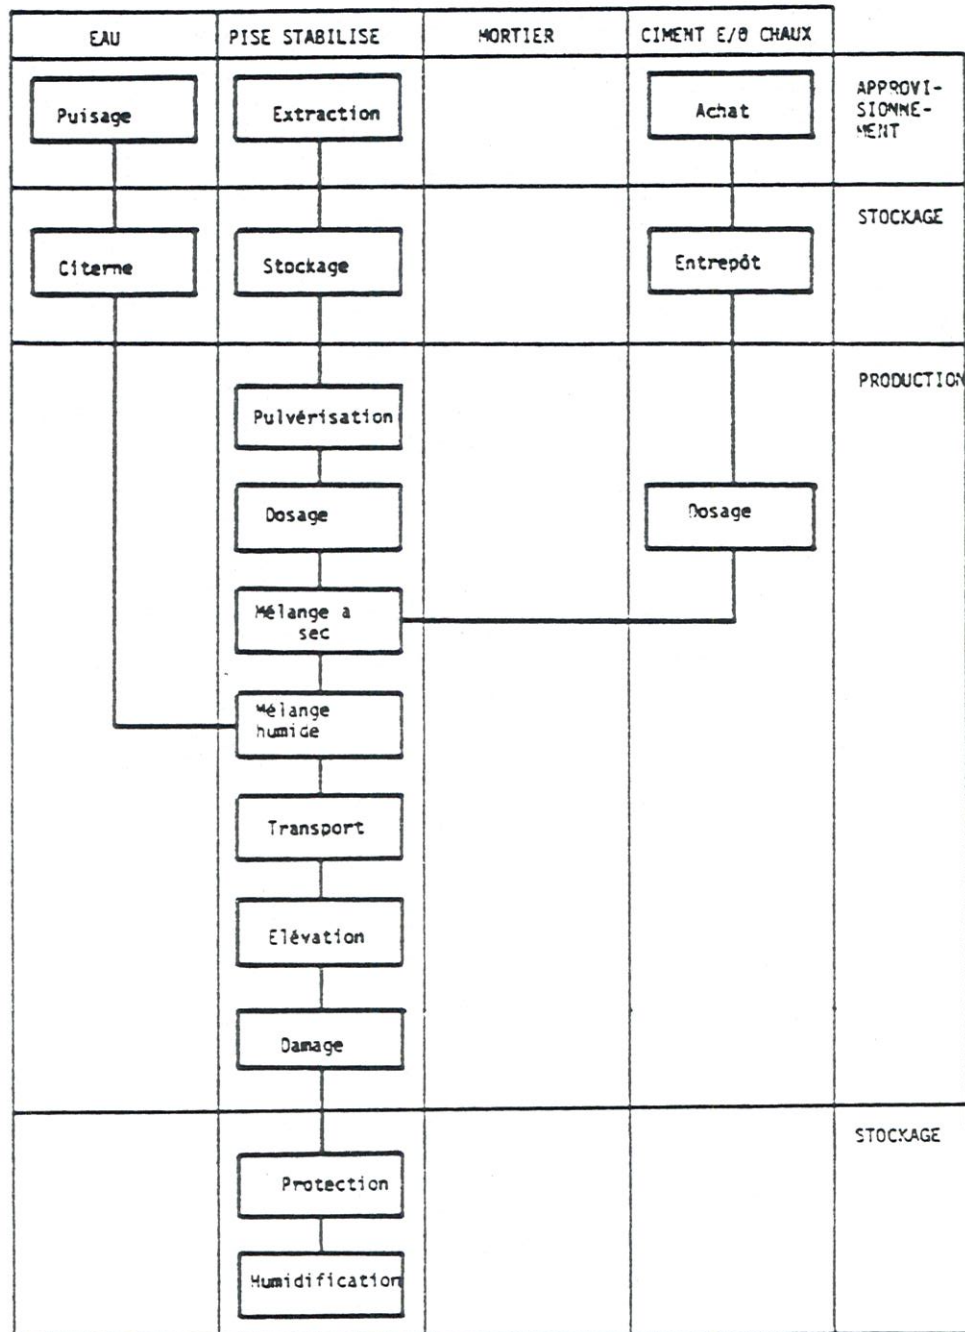 EAU
PISE STABILISE
MORTIER
CIMENT E/O CHAUX
Puisage
Extraction
Achat
APPROVI-
SIONNE-
MENT
Citerne
Stockage
Entrepôt
STOCKAGE
Pulvérisation
PRODUCTION
Dosage
Dosage
Mélange a
sec
Mélange
humide
Transport
Elévation
Damage
Protection
STOCKAGE
Humidification